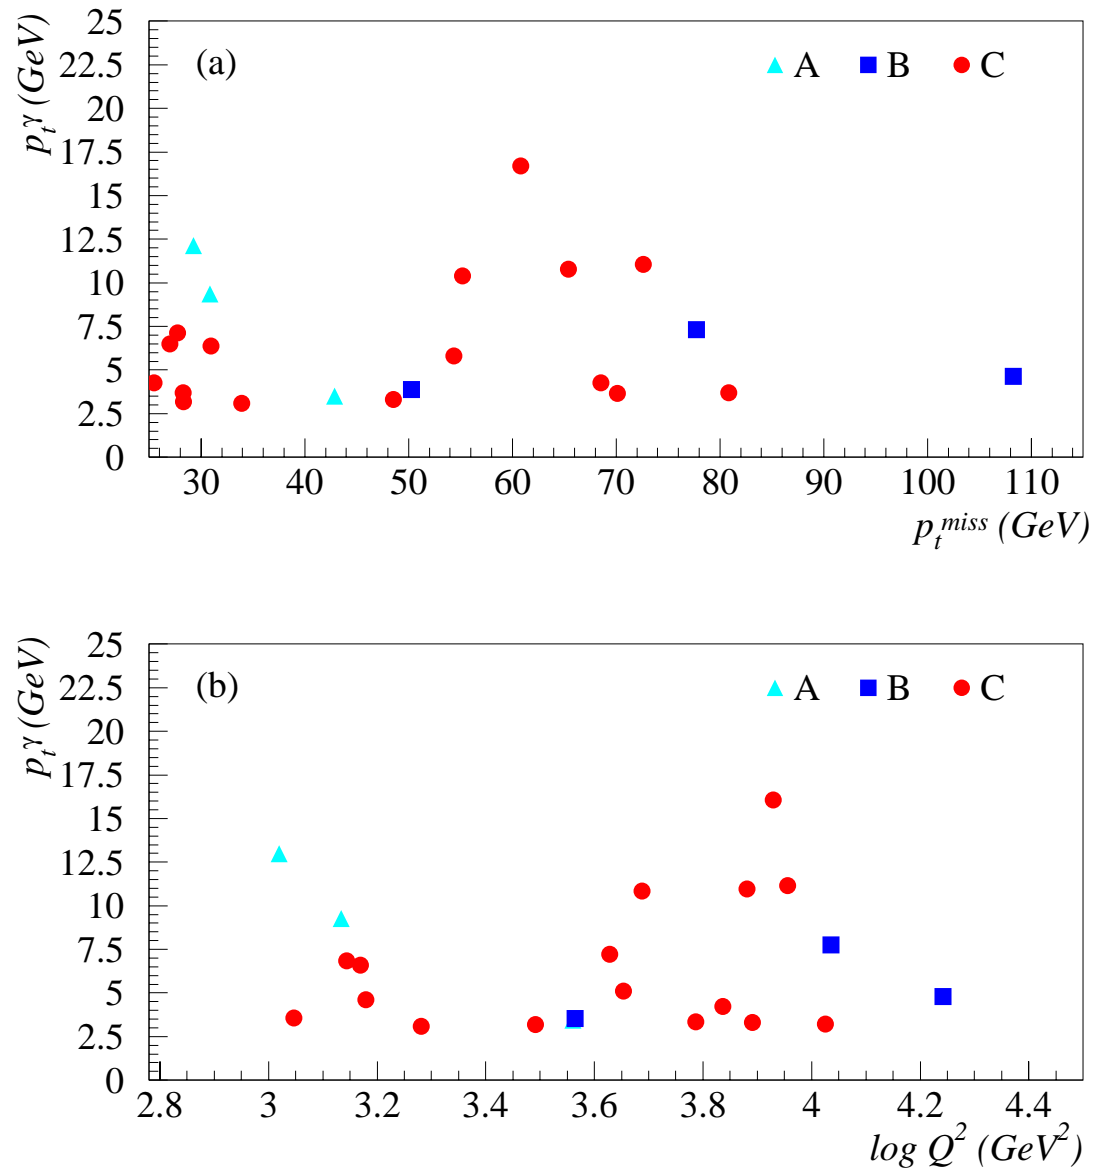 p_t^γ (GeV)
25
22.5
20
17.5
15
12.5
10
7.5
5
2.5
0
(a)
A
B
C
30 40 50 60 70 80 90 100 110
p_t^miss (GeV)
p_t^γ (GeV)
25
22.5
20
17.5
15
12.5
10
7.5
5
2.5
0
(b)
A
B
C
2.8 3 3.2 3.4 3.6 3.8 4 4.2 4.4
log Q^2 (GeV^2)